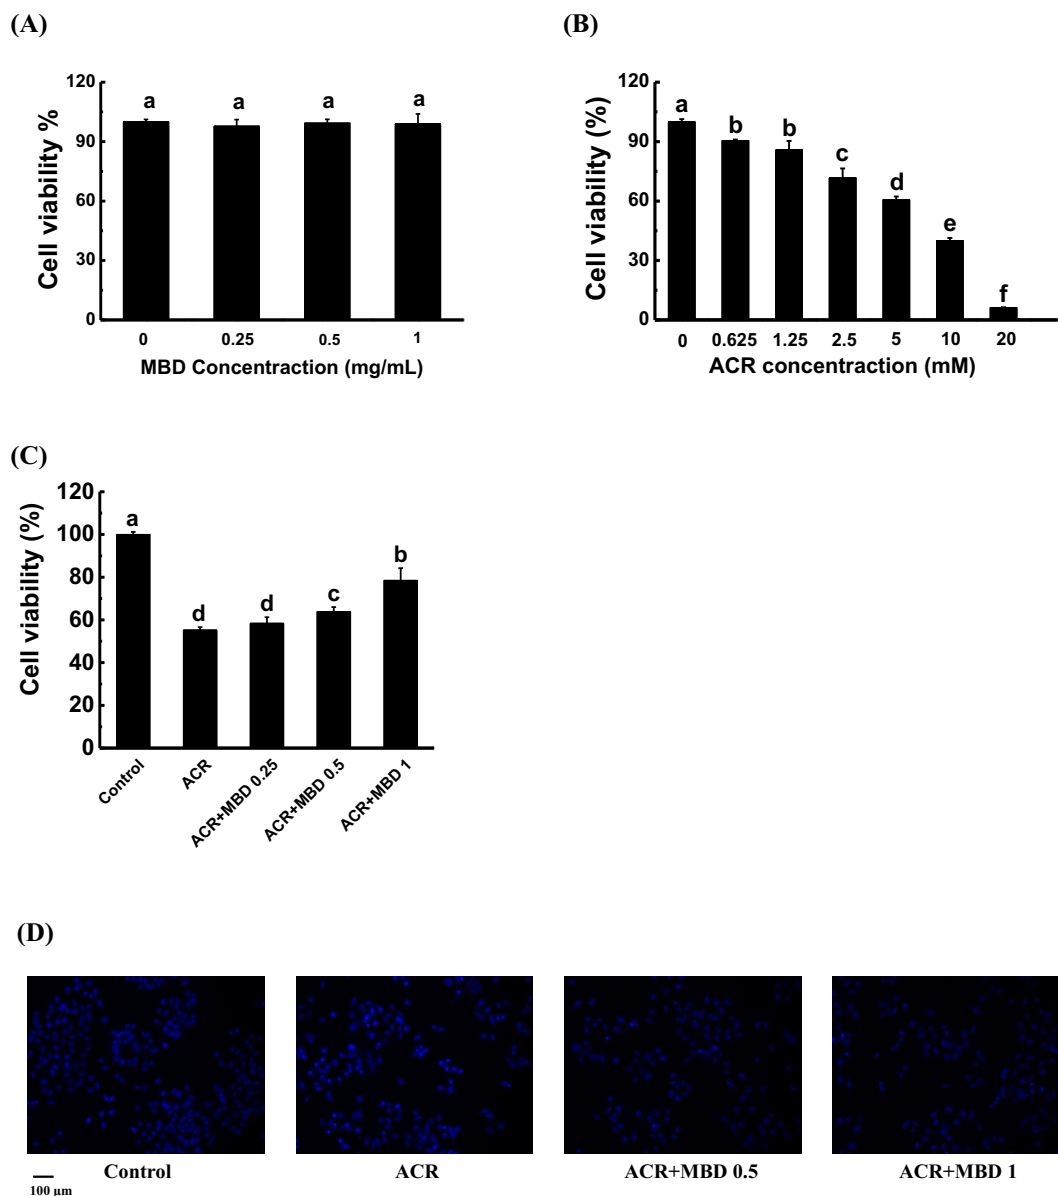 (A)
Cell viability %
120
90
60
30
0
a a a a
0 0.25 0.5 1
MBD Concentraction (mg/mL)
(B)
Cell viability (%)
120
90
60
30
0
a b b c d e f
0 0.625 1.25 2.5 5 10 20
ACR concentraction (mM)
(C)
Cell viability (%)
120
100
80
60
40
20
0
a d d c b
Control ACR ACR+MBD 0.25 ACR+MBD 0.5 ACR+MBD 1
(D)
Control ACR ACR+MBD 0.5 ACR+MBD 1
100 µm